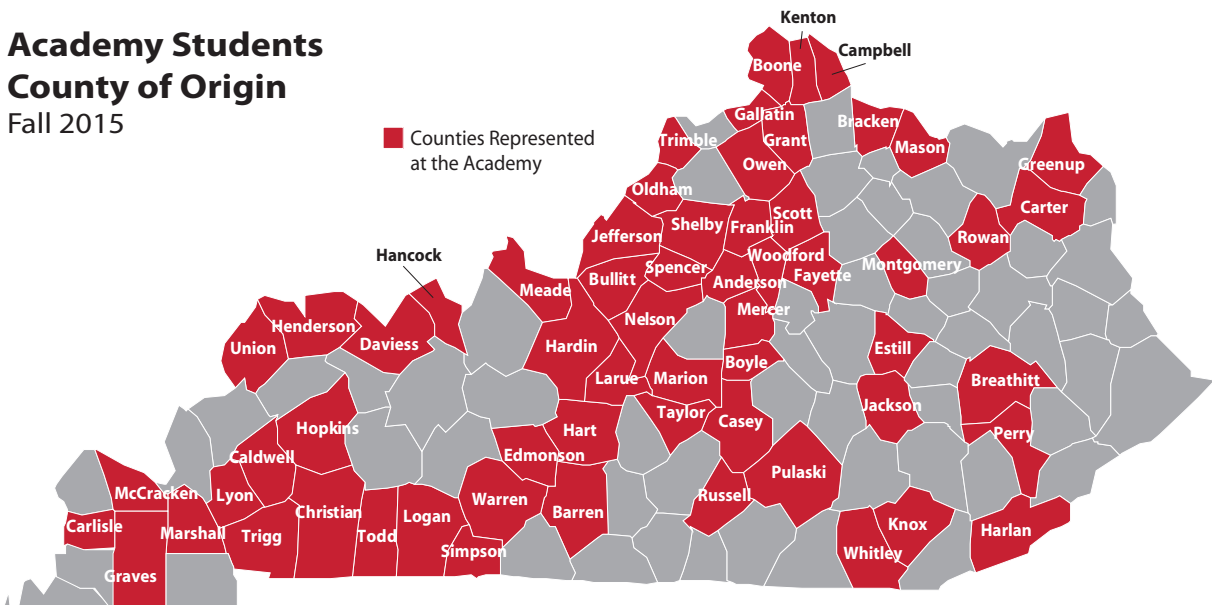 Academy Students
County of Origin
Fall 2015
Counties Represented
at the Academy
Kenton
Campbell
Boone
Gallatin
Bracken
Trimble
Grant
Mason
Owen
Greenup
Oldham
Carter
Scott
Shelby
Franklin
Jefferson
Rowan
Hancock
Woodford
Spencer
Montgomery
Fayette
Bullitt
Anderson
Meade
Mercer
Nelson
Henderson
Daviess
Union
Hardin
Estill
Boyle
Larue
Marion
Breathitt
Jackson
Taylor
Casey
Hopkins
Hart
Perry
Caldwell
Edmonson
Pulaski
McCracken
Lyon
Russell
Warren
Christian
Barren
Logan
Carlisle
Knox
Marshall
Trigg
Todd
Harlan
Simpson
Whitley
Graves